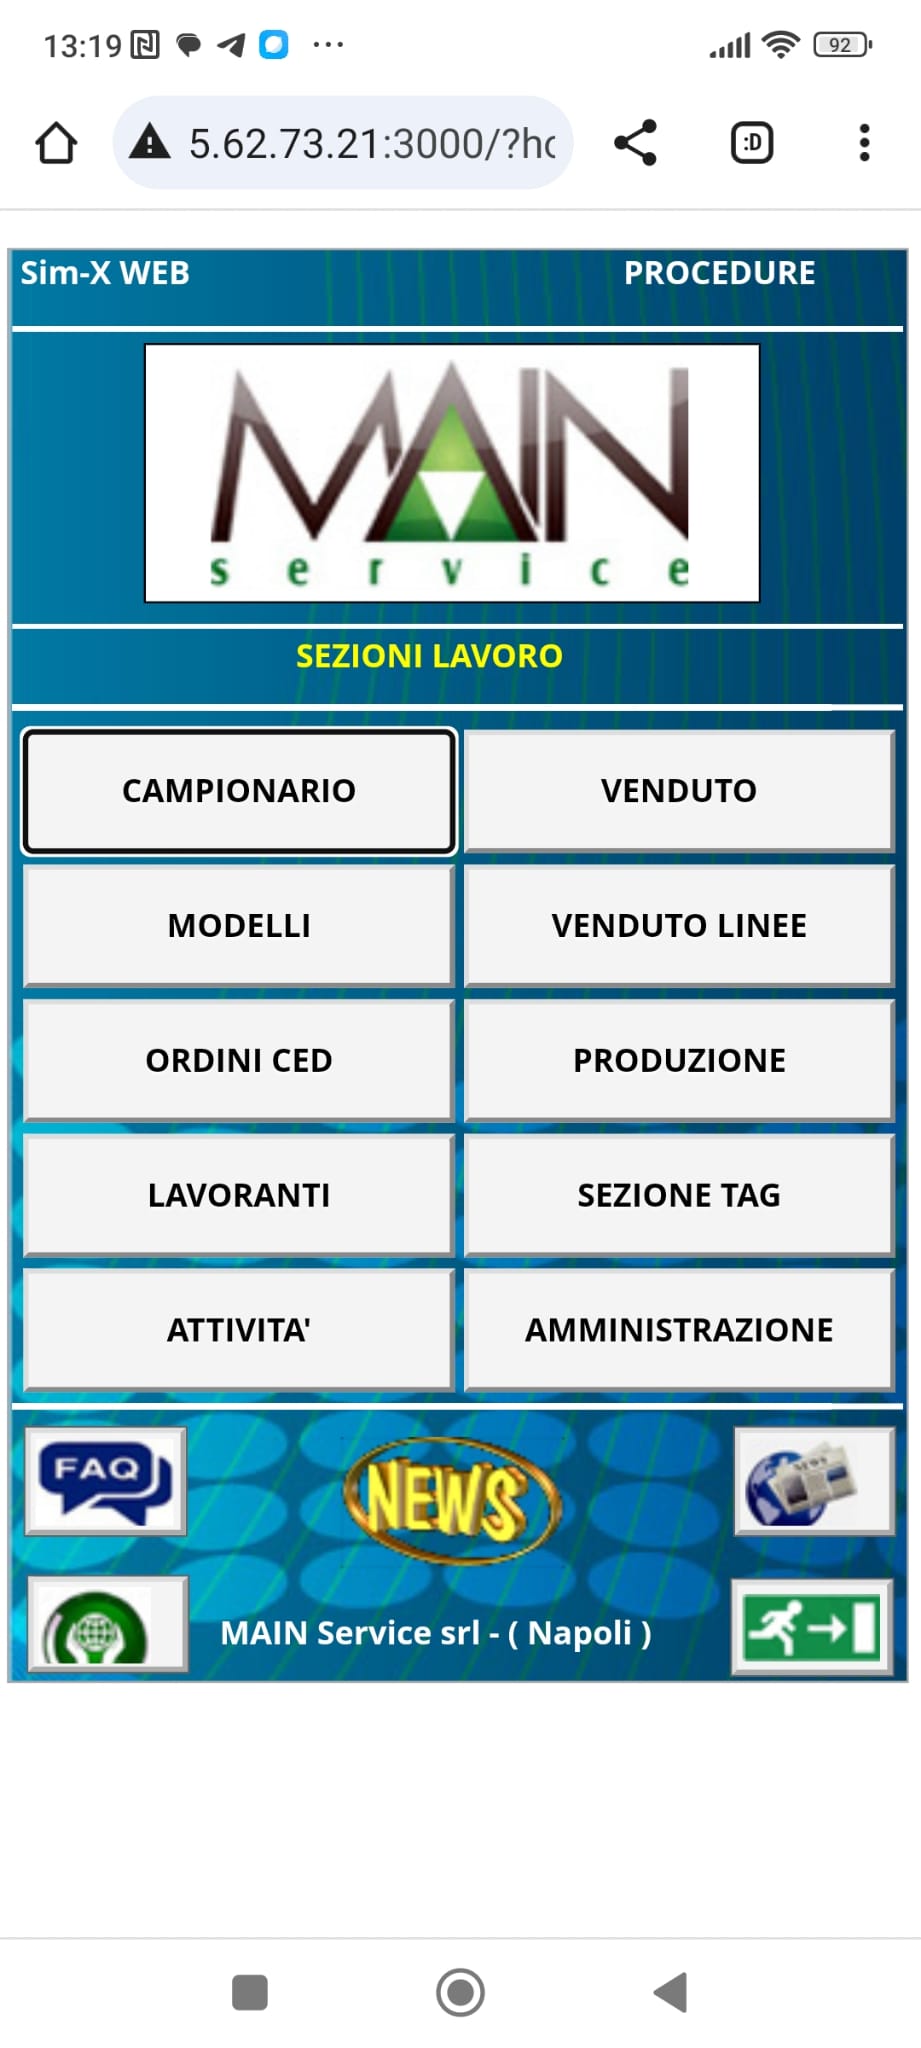 13:19
92
5.62.73.21:3000/?hc
:D
Sim-X WEB PROCEDURE
MAIN
service
SEZIONI LAVORO
CAMPIONARIO VENDUTO
MODELLI VENDUTO LINEE
ORDINI CED PRODUZIONE
LAVORANTI SEZIONE TAG
ATTIVITA' AMMINISTRAZIONE
FAQ NEWS NEWS
MAIN Service srl - ( Napoli )